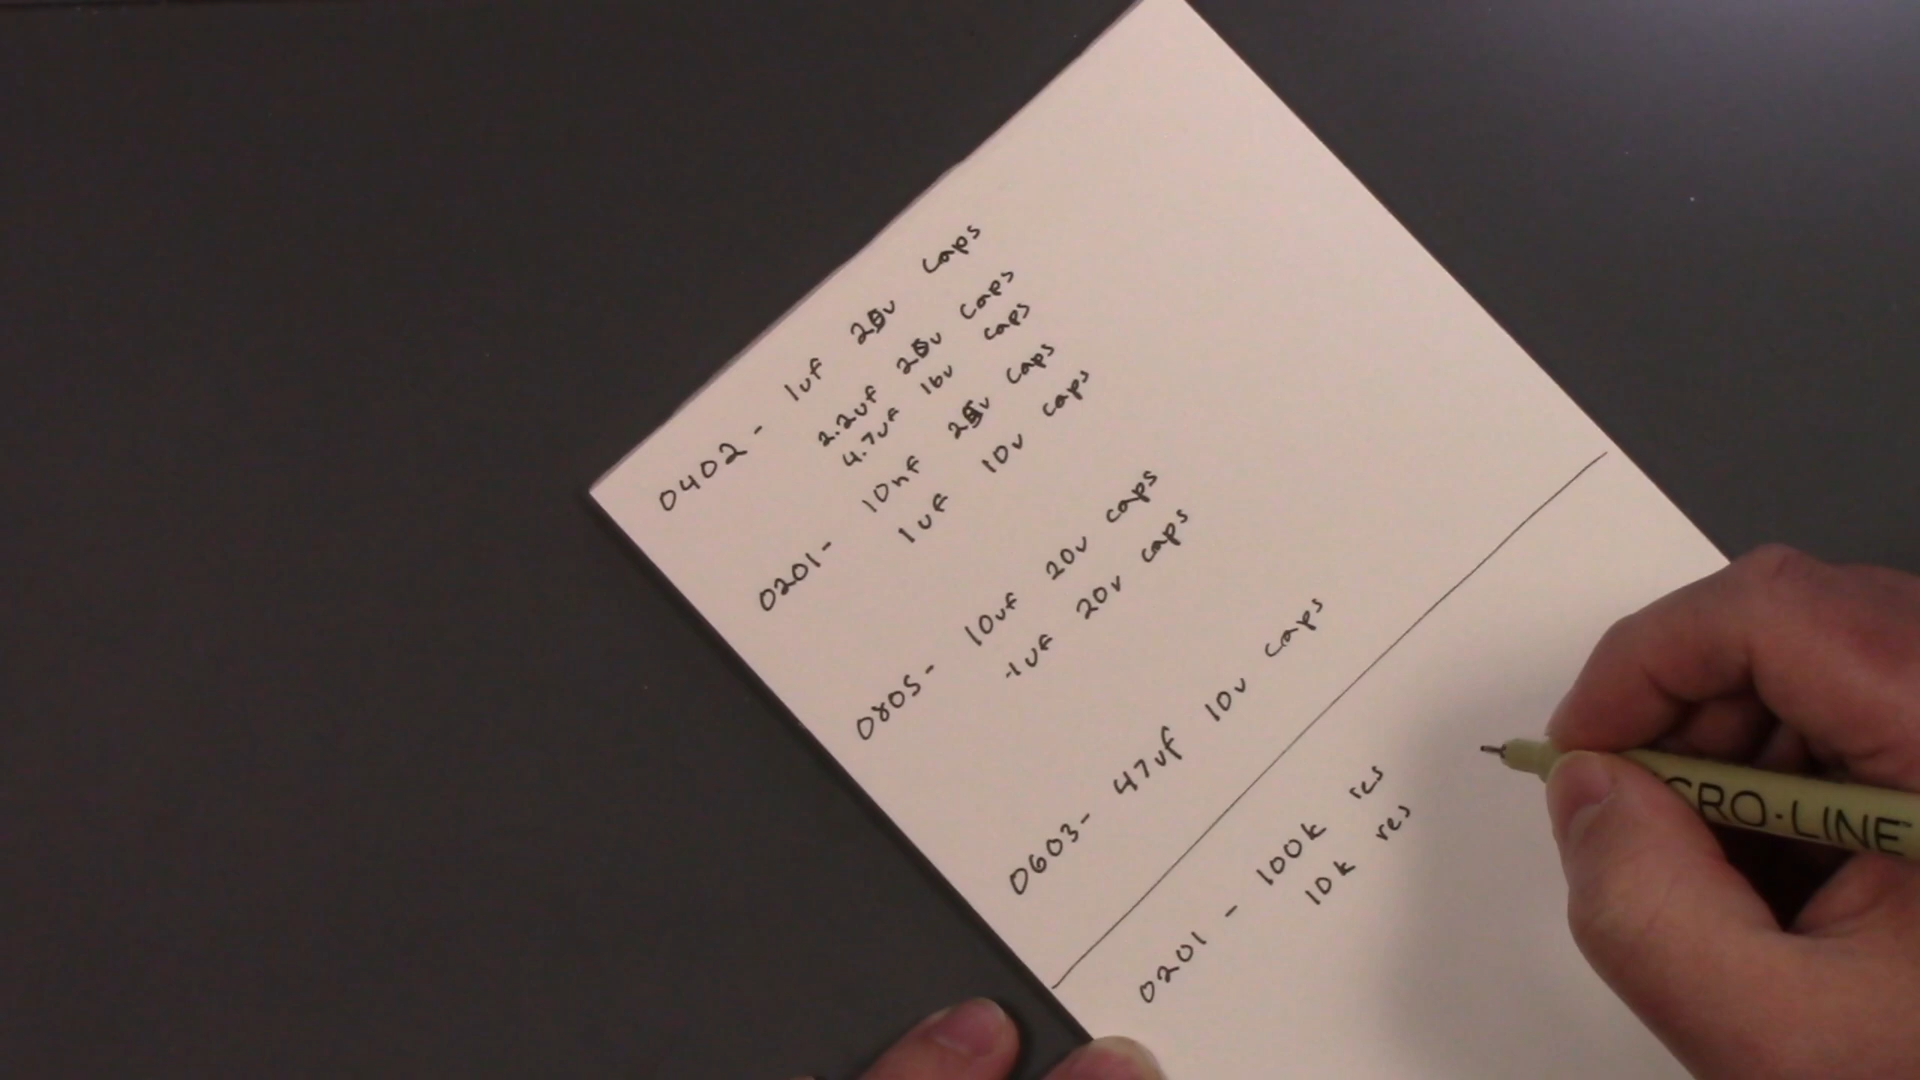 0402 - 1uf 25v caps
2.2uf 25v caps
4.7uf 16v caps
0201 - 10nf 25v caps
1uf 10v caps
0805 - 10uf 20v caps
.1uf 20v caps
0603 - 47uf 10v caps
0201 - 100k res
10k res
CRO-LINE